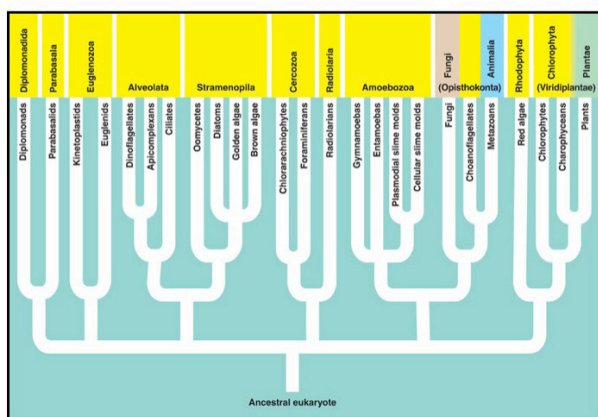 Diplomonadida
Parabasala
Euglenozoa
Alveolata
Stramenopila
Cercozoa
Radiolaria
Amoebozoa
Fungi
(Opisthokonta)
Animalia
Rhodophyta
Chlorophyta
(Viridiplantae)
Plantae
Diplomonads
Parabasalids
Kinetoplastids
Euglenids
Dinoflagellates
Apicomplexans
Ciliates
Oomycetes
Diatoms
Golden algae
Brown algae
Chlorarachniophytes
Foraminiferans
Radiolarians
Gymnamoebas
Entamoebas
Plasmodial slime molds
Cellular slime molds
Fungi
Choanoflagellates
Metazoans
Red algae
Chlorophytes
Charophyceans
Plants
Ancestral eukaryote